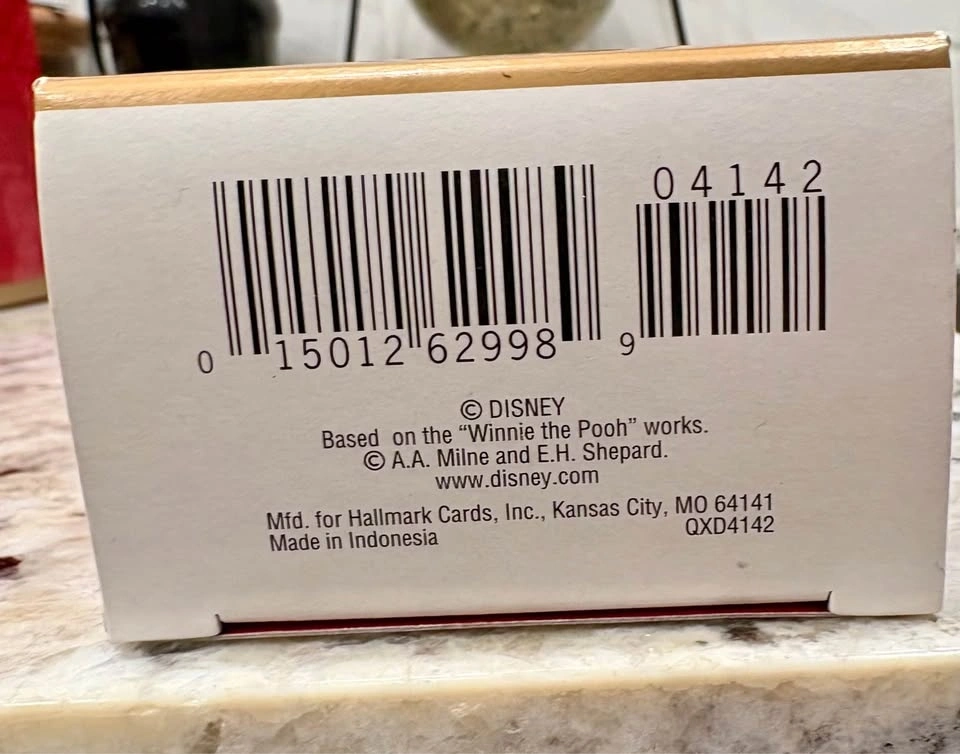 04142
0 15012 62998 9
© DISNEY
Based on the “Winnie the Pooh” works.
© A.A. Milne and E.H. Shepard.
www.disney.com
Mfd. for Hallmark Cards, Inc., Kansas City, MO 64141
Made in Indonesia QXD4142